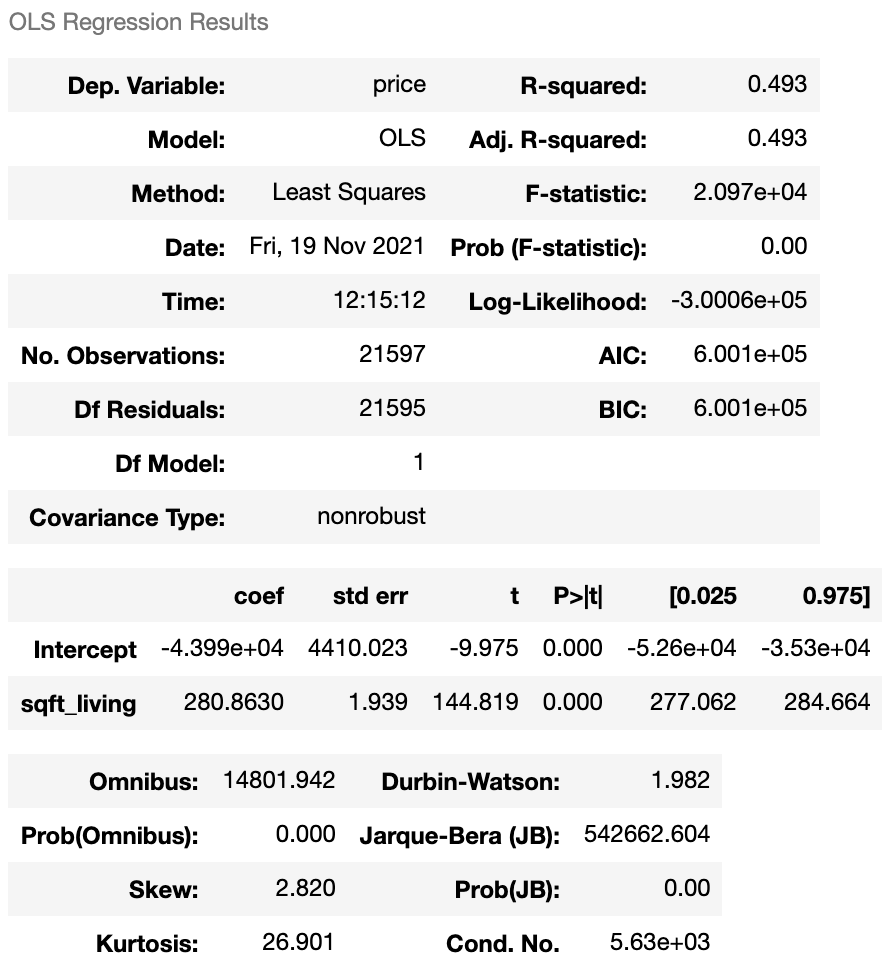 OLS Regression Results
Dep. Variable: price R-squared: 0.493
Model: OLS Adj. R-squared: 0.493
Method: Least Squares F-statistic: 2.097e+04
Date: Fri, 19 Nov 2021 Prob (F-statistic): 0.00
Time: 12:15:12 Log-Likelihood: -3.0006e+05
No. Observations: 21597 AIC: 6.001e+05
Df Residuals: 21595 BIC: 6.001e+05
Df Model: 1
Covariance Type: nonrobust
coef std err t P>|t| [0.025 0.975]
Intercept -4.399e+04 4410.023 -9.975 0.000 -5.26e+04 -3.53e+04
sqft_living 280.8630 1.939 144.819 0.000 277.062 284.664
Omnibus: 14801.942 Durbin-Watson: 1.982
Prob(Omnibus): 0.000 Jarque-Bera (JB): 542662.604
Skew: 2.820 Prob(JB): 0.00
Kurtosis: 26.901 Cond. No. 5.63e+03